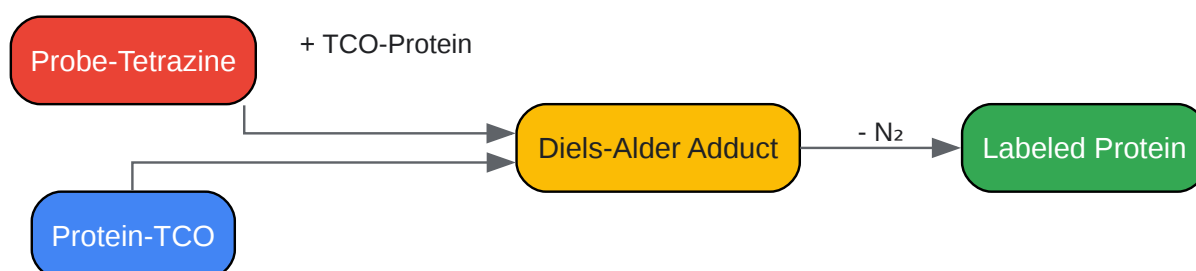 Probe-Tetrazine
+ TCO-Protein
Diels-Alder Adduct
- N₂
Labeled Protein
Protein-TCO